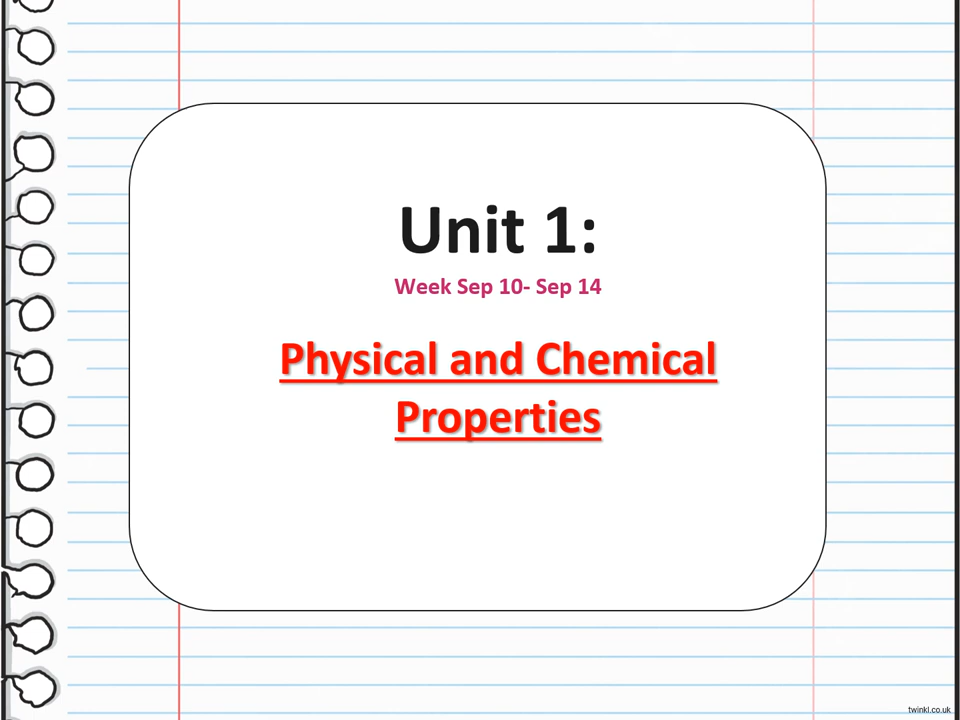 Unit 1:
Week Sep 10- Sep 14
Physical and Chemical
Properties
twinkl.co.uk